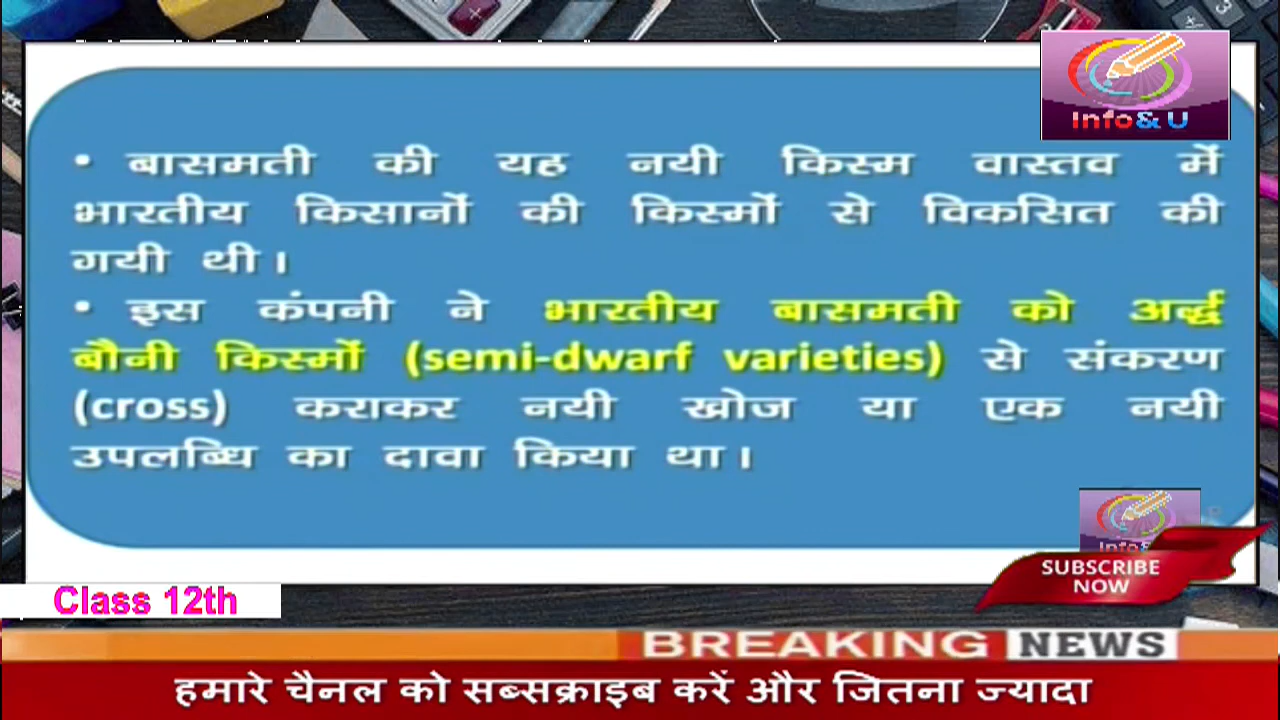 Info&U
• बासमती की यह नयी किस्म वास्तव में
भारतीय किसानों की किस्मों से विकसित की
गयी थी।
• इस कंपनी ने भारतीय बासमती को अर्द्ध
बौनी किस्मों (semi-dwarf varieties) से संकरण
(cross) कराकर नयी खोज या एक नयी
उपलब्धि का दावा किया था।
SUBSCRIBE
NOW
Class 12th
BREAKING NEWS
हमारे चैनल को सब्सक्राइब करें और जितना ज्यादा